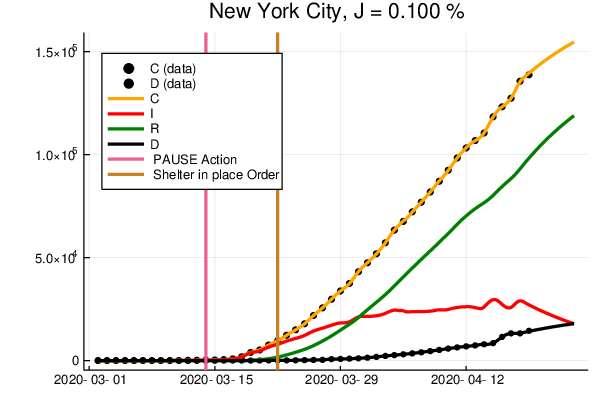 New York City, J = 0.100 %
1.5×10⁵
C (data)
D (data)
C
I
R
D
PAUSE Action
Shelter in place Order
1.0×10⁵
5.0×10⁴
0
2020- 03- 01
2020- 03- 15
2020- 03- 29
2020- 04- 12